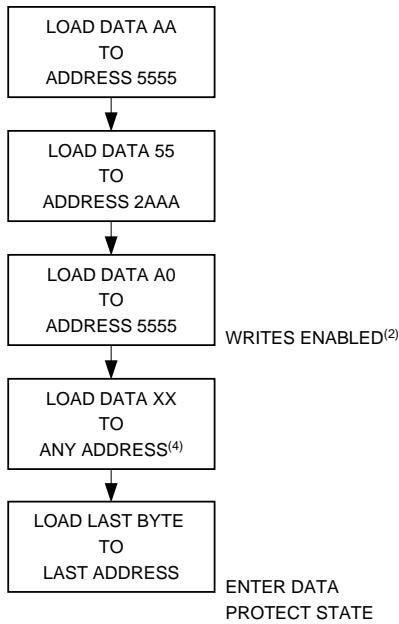 LOAD DATA AA
TO
ADDRESS 5555
LOAD DATA 55
TO
ADDRESS 2AAA
LOAD DATA A0
TO
ADDRESS 5555
WRITES ENABLED(2)
LOAD DATA XX
TO
ANY ADDRESS(4)
LOAD LAST BYTE
TO
LAST ADDRESS
ENTER DATA
PROTECT STATE